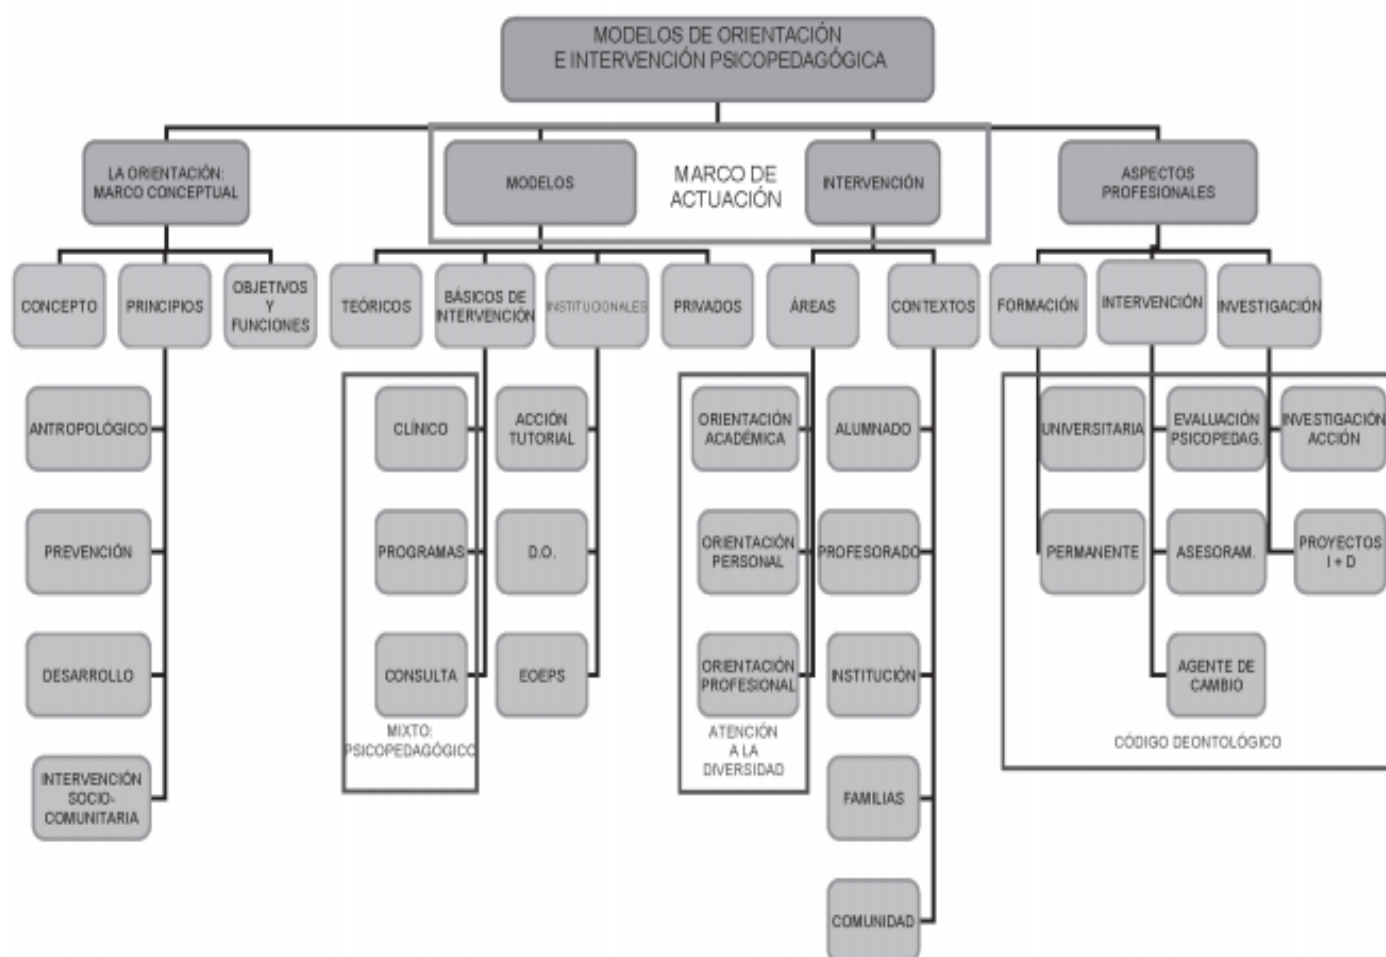 MODELOS DE ORIENTACIÓN
E INTERVENCIÓN PSICOPEDAGÓGICA
LA ORIENTACIÓN:
MARCO CONCEPTUAL
MODELOS
MARCO DE
ACTUACIÓN
INTERVENCIÓN
ASPECTOS
PROFESIONALES
CONCEPTO
PRINCIPIOS
OBJETIVOS
Y
FUNCIONES
TEÓRICOS
BÁSICOS DE
INTERVENCIÓN
INSTITUCIONALES
PRIVADOS
ÁREAS
CONTEXTOS
FORMACIÓN
INTERVENCIÓN
INVESTIGACIÓN
ANTROPOLÓGICO
PREVENCIÓN
DESARROLLO
INTERVENCIÓN
SOCIO-
COMUNITARIA
CLÍNICO
PROGRAMAS
CONSULTA
MIXTO:
PSICOPEDAGÓGICO
ACCIÓN
TUTORIAL
D.O.
EOEPS
ORIENTACIÓN
ACADÉMICA
ORIENTACIÓN
PERSONAL
ORIENTACIÓN
PROFESIONAL
ATENCIÓN
A LA
DIVERSIDAD
ALUMNADO
PROFESORADO
INSTITUCIÓN
FAMILIAS
COMUNIDAD
UNIVERSITARIA
PERMANENTE
EVALUACIÓN
PSICOPEDAG.
ASESORAM.
AGENTE DE
CAMBIO
INVESTIGACIÓN
ACCIÓN
PROYECTOS
I + D
CÓDIGO DEONTOLÓGICO